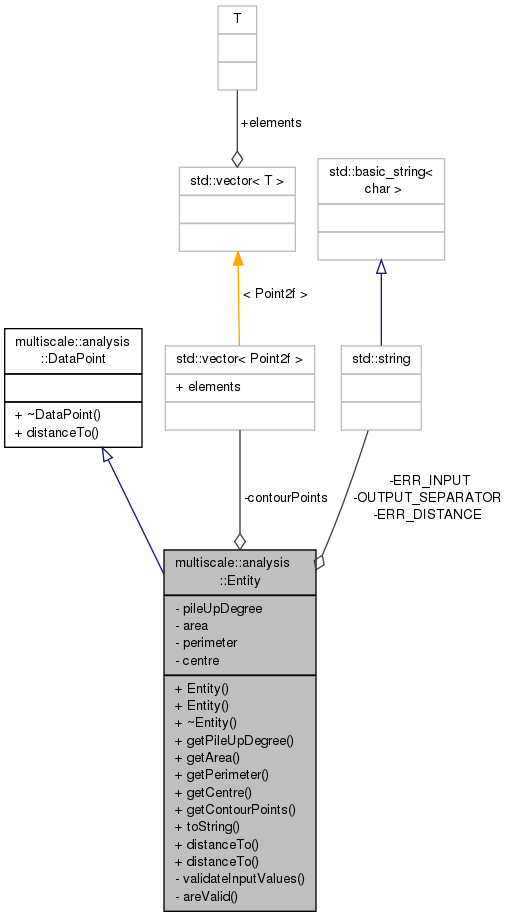 T
+elements
std::vector< T >
std::basic_string<
char >
< Point2f >
multiscale::analysis
::DataPoint
+ ~DataPoint()
+ distanceTo()
std::vector< Point2f >
+ elements
std::string
-contourPoints
-ERR_INPUT
-OUTPUT_SEPARATOR
-ERR_DISTANCE
multiscale::analysis
::Entity
- pileUpDegree
- area
- perimeter
- centre
+ Entity()
+ Entity()
+ ~Entity()
+ getPileUpDegree()
+ getArea()
+ getPerimeter()
+ getCentre()
+ getContourPoints()
+ toString()
+ distanceTo()
+ distanceTo()
- validateInputValues()
- areValid()